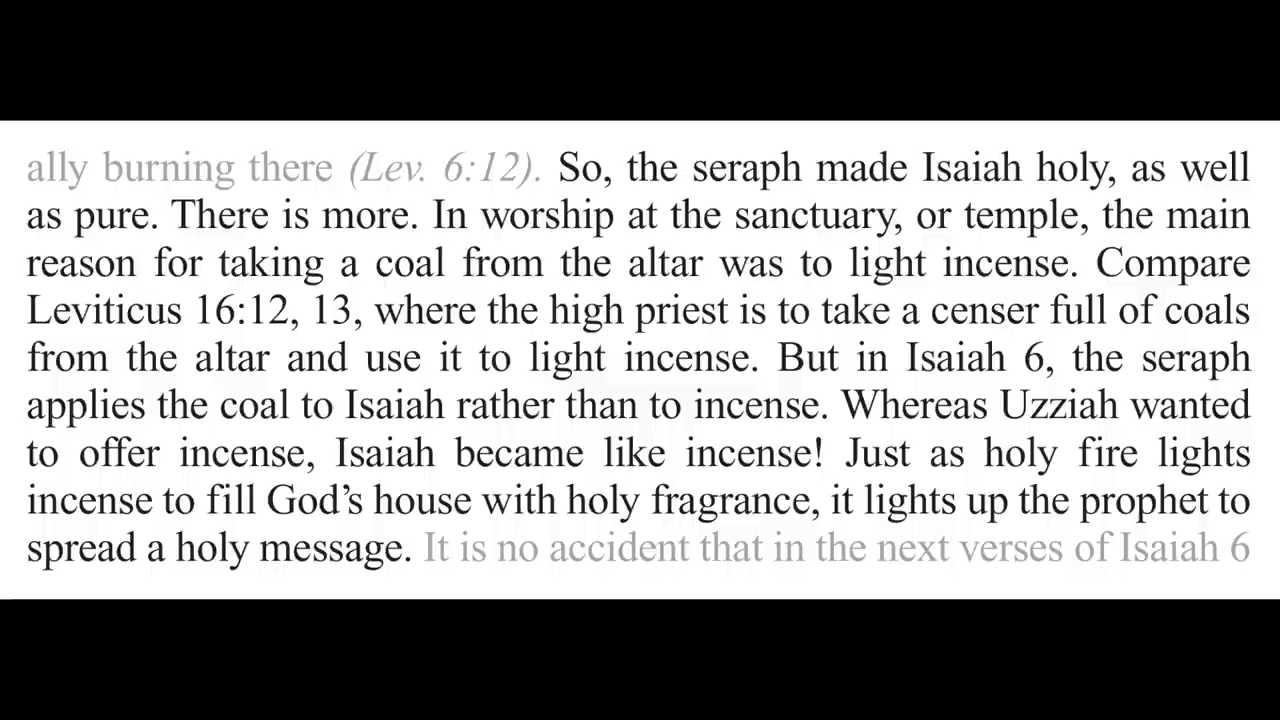 ally burning there (Lev. 6:12). So, the seraph made Isaiah holy, as well
as pure. There is more. In worship at the sanctuary, or temple, the main
reason for taking a coal from the altar was to light incense. Compare
Leviticus 16:12, 13, where the high priest is to take a censer full of coals
from the altar and use it to light incense. But in Isaiah 6, the seraph
applies the coal to Isaiah rather than to incense. Whereas Uzziah wanted
to offer incense, Isaiah became like incense! Just as holy fire lights
incense to fill God’s house with holy fragrance, it lights up the prophet to
spread a holy message. It is no accident that in the next verses of Isaiah 6